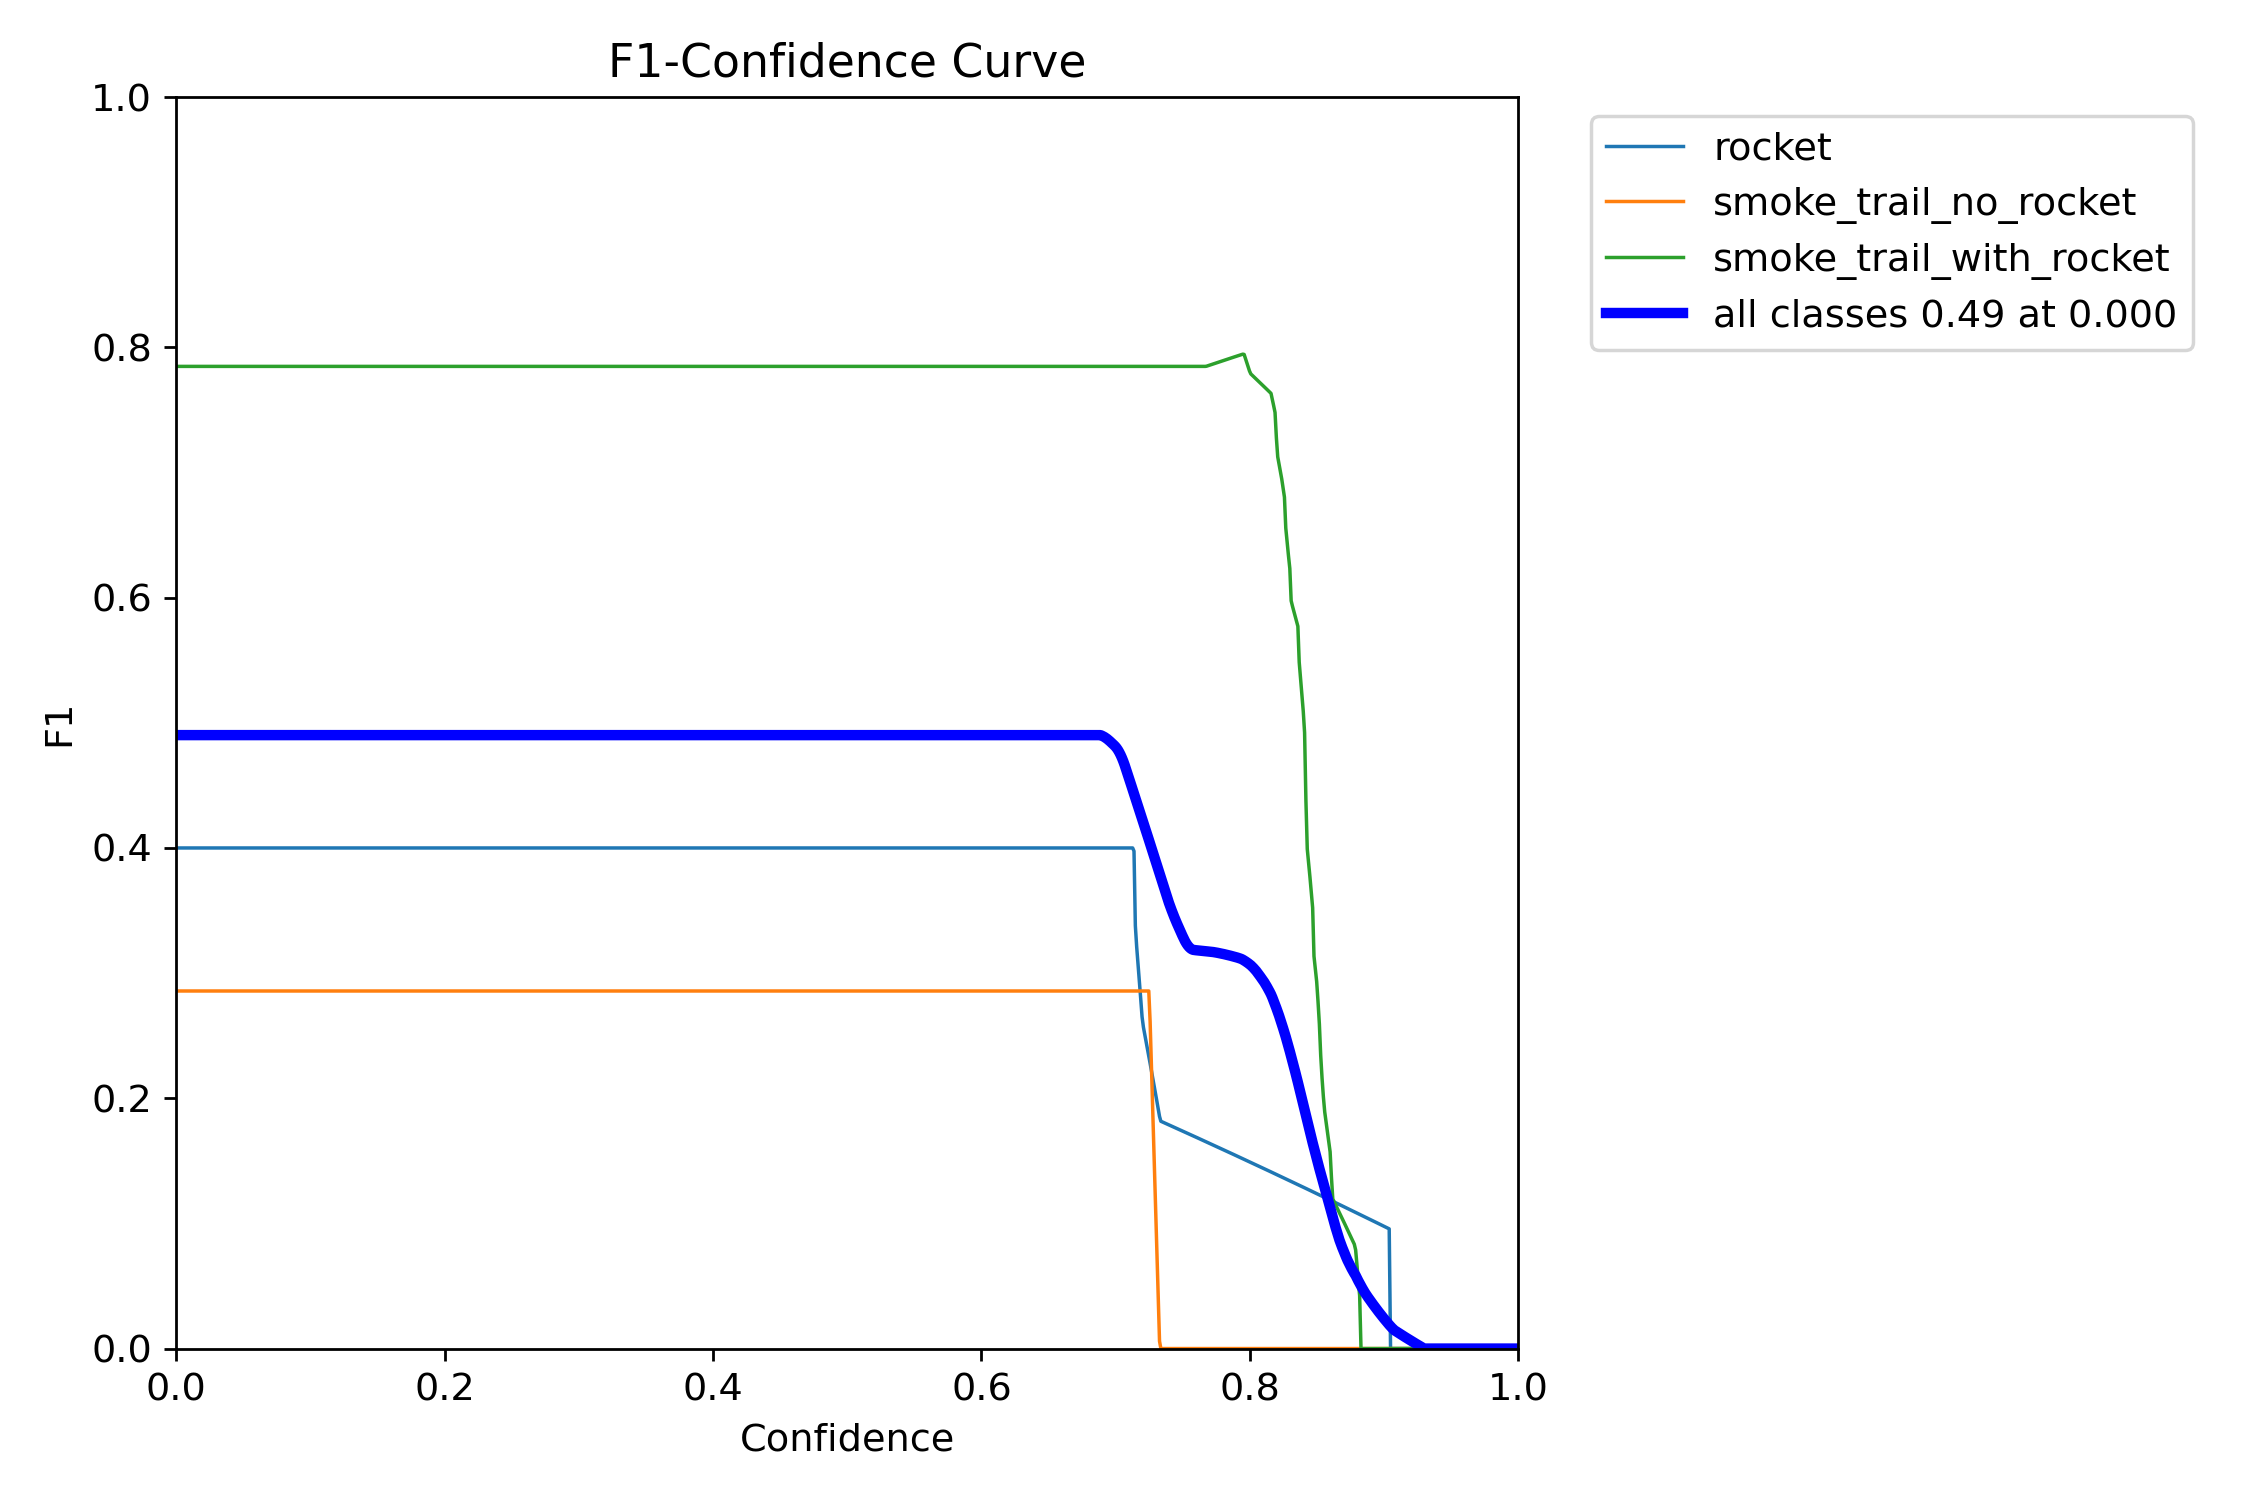 F1-Confidence Curve
1.0
0.8
0.6
0.4
0.2
0.0
F1
0.0 0.2 0.4 0.6 0.8 1.0
Confidence
rocket
smoke_trail_no_rocket
smoke_trail_with_rocket
all classes 0.49 at 0.000